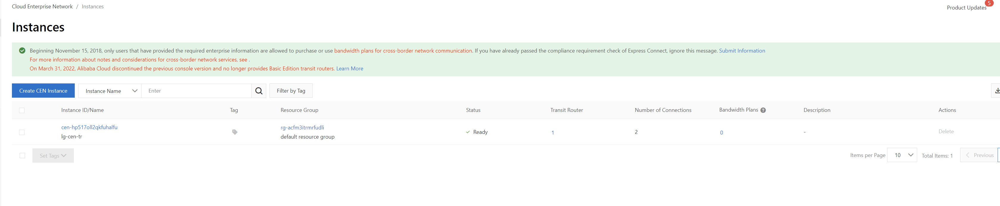 Cloud Enterprise Network / Instances
Product Updates 5
Instances
Beginning November 15, 2018, only users that have provided the required enterprise information are allowed to purchase or use bandwidth plans for cross-border network communication. If you have already passed the compliance requirement check of Express Connect, ignore this message. Submit Information
For more information about notes and considerations for cross-border network services, see .
On March 31, 2022, Alibaba Cloud discontinued the previous console version and no longer provides Basic Edition transit routers. Learn More
Create CEN Instance Instance Name Enter Filter by Tag
Instance ID/Name Tag Resource Group Status Transit Router Number of Connections Bandwidth Plans ? Description Actions
cen-hp517oll2qkfuhalfu rg-acfm3itrmrfudli
Ready 1 2 0 - Delete
lg-cen-tr default resource group
Set Tags Items per Page 10 Total Items: 1 Previous